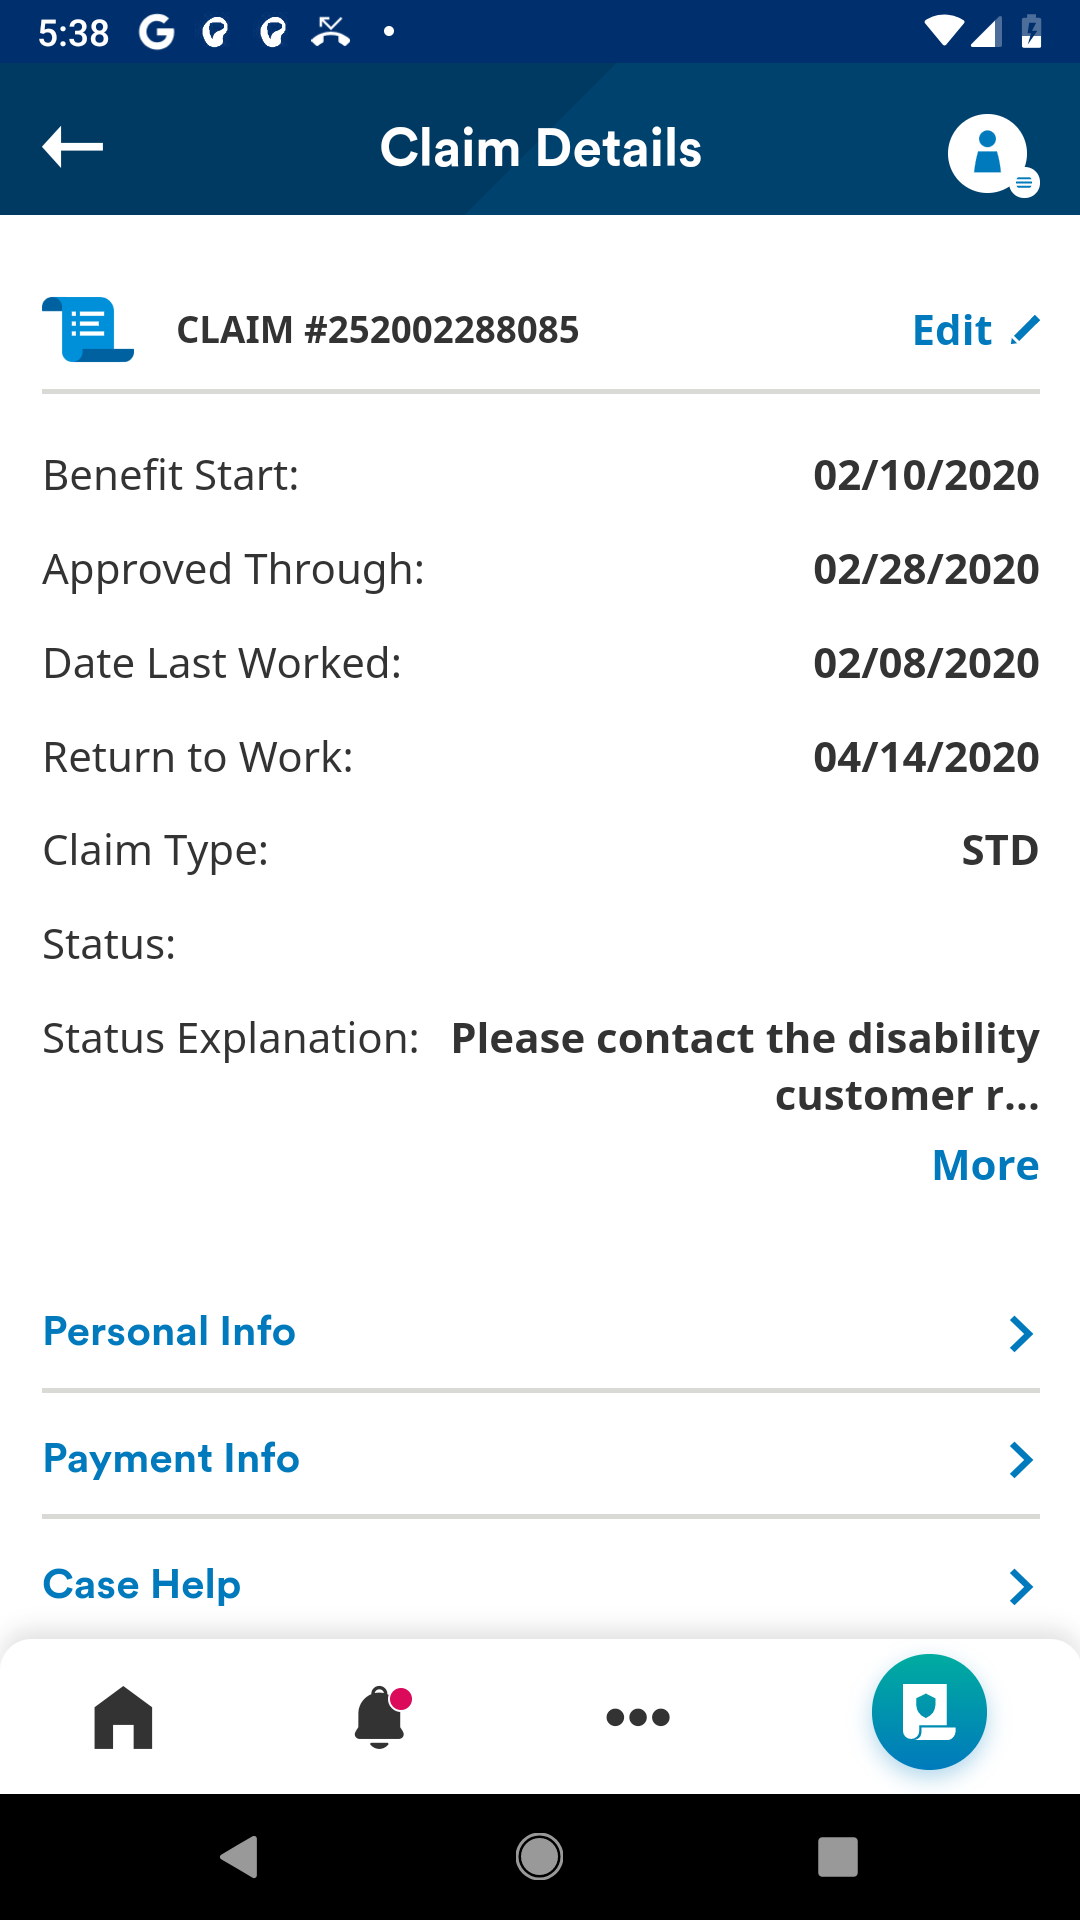 5:38
Claim Details
CLAIM #252002288085
Edit
Benefit Start: 02/10/2020
Approved Through: 02/28/2020
Date Last Worked: 02/08/2020
Return to Work: 04/14/2020
Claim Type: STD
Status:
Status Explanation: Please contact the disability
customer r...
More
Personal Info
Payment Info
Case Help